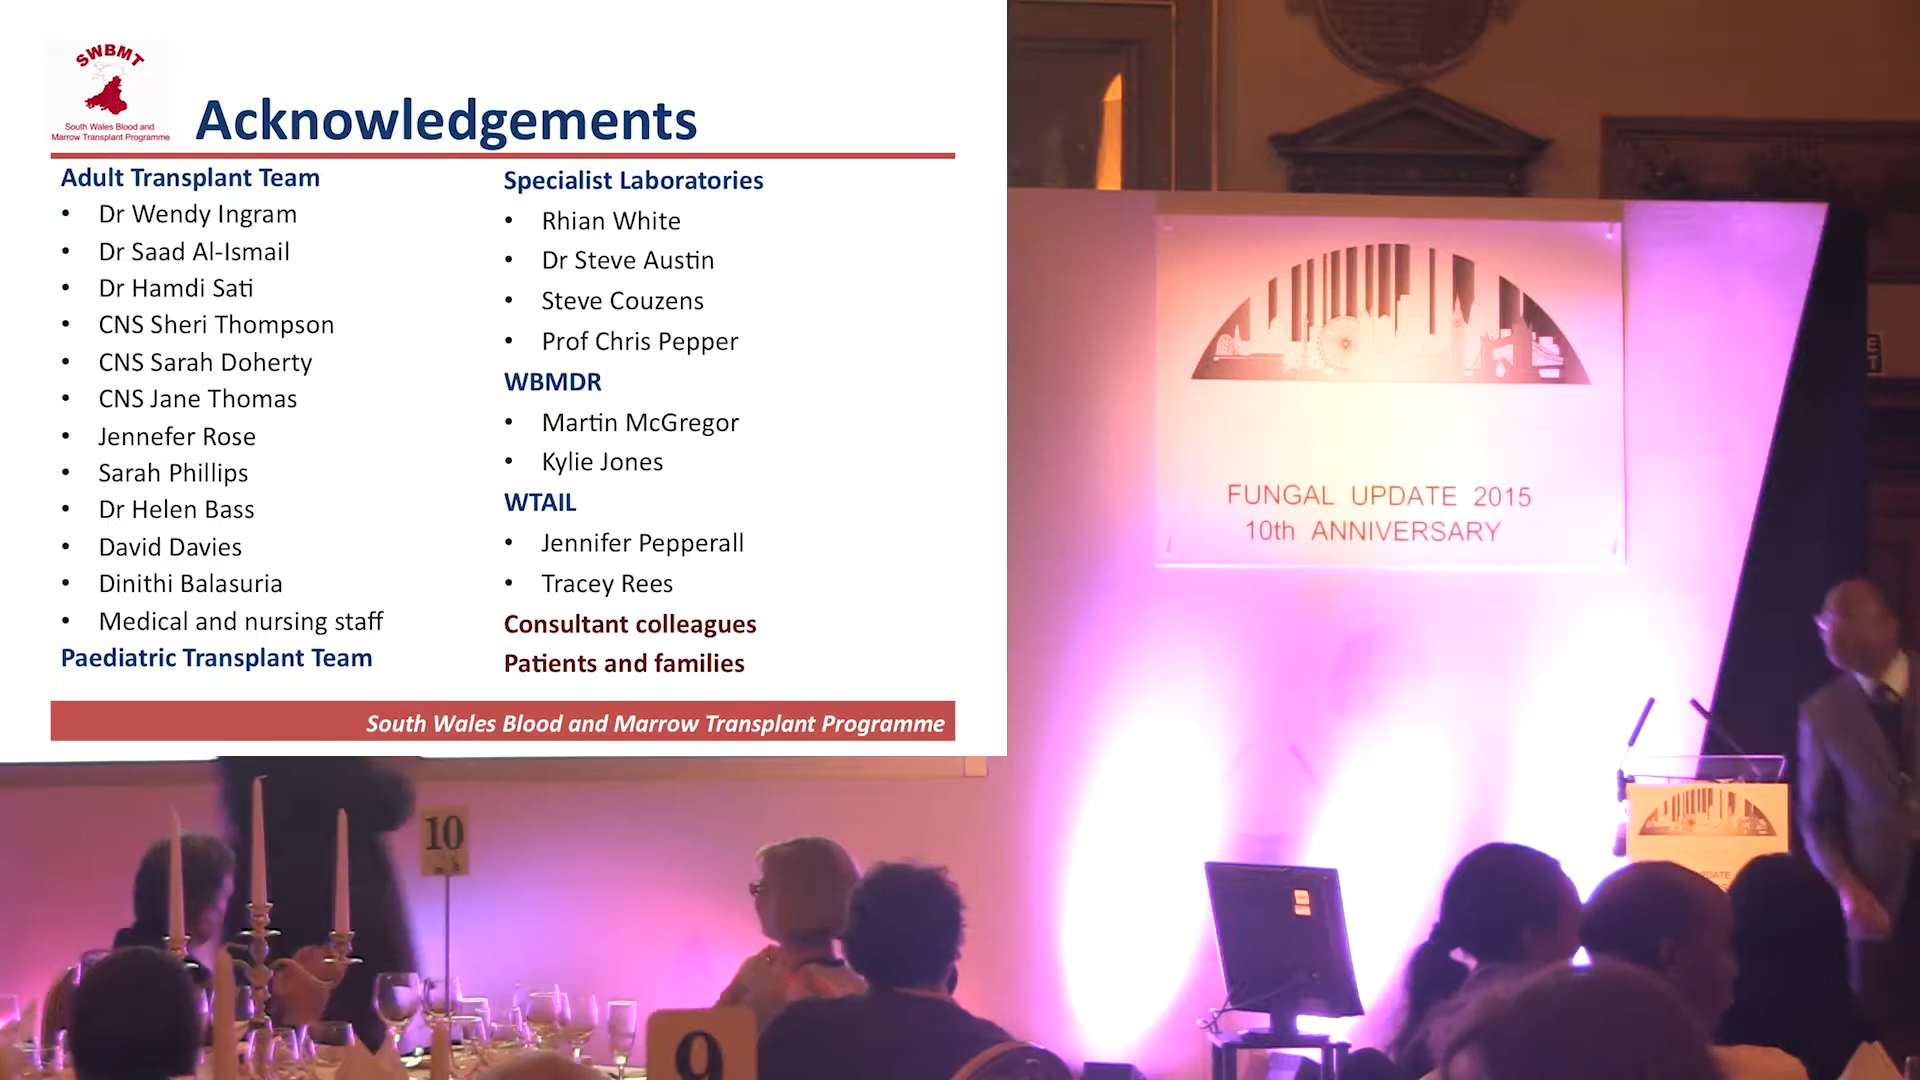 SWBMT
South Wales Blood and
Marrow Transplant Programme
Acknowledgements
Adult Transplant Team
• Dr Wendy Ingram
• Dr Saad Al-Ismail
• Dr Hamdi Sati
• CNS Sheri Thompson
• CNS Sarah Doherty
• CNS Jane Thomas
• Jennefer Rose
• Sarah Phillips
• Dr Helen Bass
• David Davies
• Dinithi Balasuria
• Medical and nursing staff
Paediatric Transplant Team
Specialist Laboratories
• Rhian White
• Dr Steve Austin
• Steve Couzens
• Prof Chris Pepper
WBMDR
• Martin McGregor
• Kylie Jones
WTAIL
• Jennifer Pepperall
• Tracey Rees
Consultant colleagues
Patients and families
South Wales Blood and Marrow Transplant Programme
FUNGAL UPDATE 2015
10th ANNIVERSARY
10
9